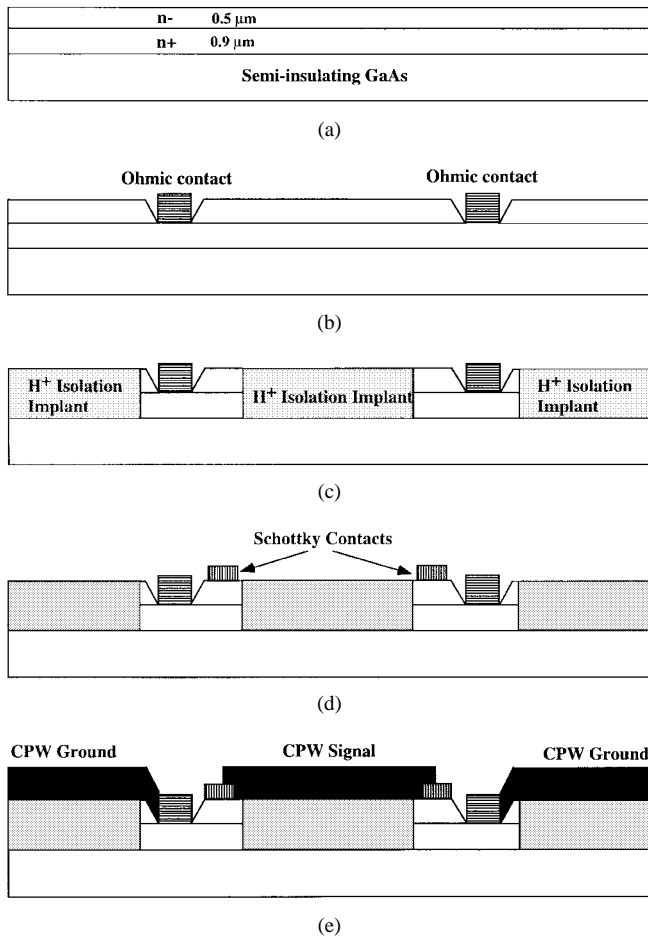 n- 0.5 μm
n+ 0.9 μm
Semi-insulating GaAs
(a)
Ohmic contact Ohmic contact
(b)
H+ Isolation Implant
H+ Isolation Implant
H+ Isolation Implant
(c)
Schottky Contacts
(d)
CPW Ground CPW Signal CPW Ground
(e)